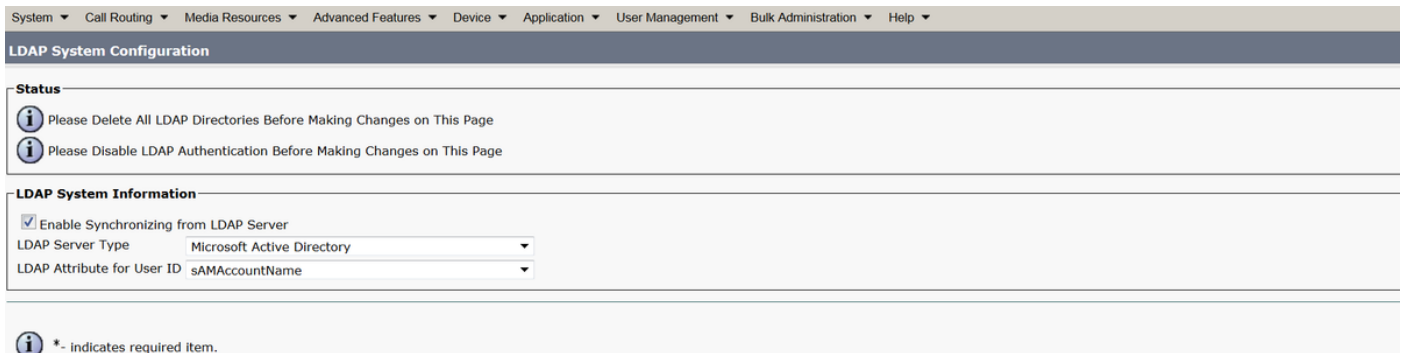 System Call Routing Media Resources Advanced Features Device Application User Management Bulk Administration Help
LDAP System Configuration
Status
Please Delete All LDAP Directories Before Making Changes on This Page
Please Disable LDAP Authentication Before Making Changes on This Page
LDAP System Information
Enable Synchronizing from LDAP Server
LDAP Server Type Microsoft Active Directory
LDAP Attribute for User ID sAMAccountName
*- indicates required item.